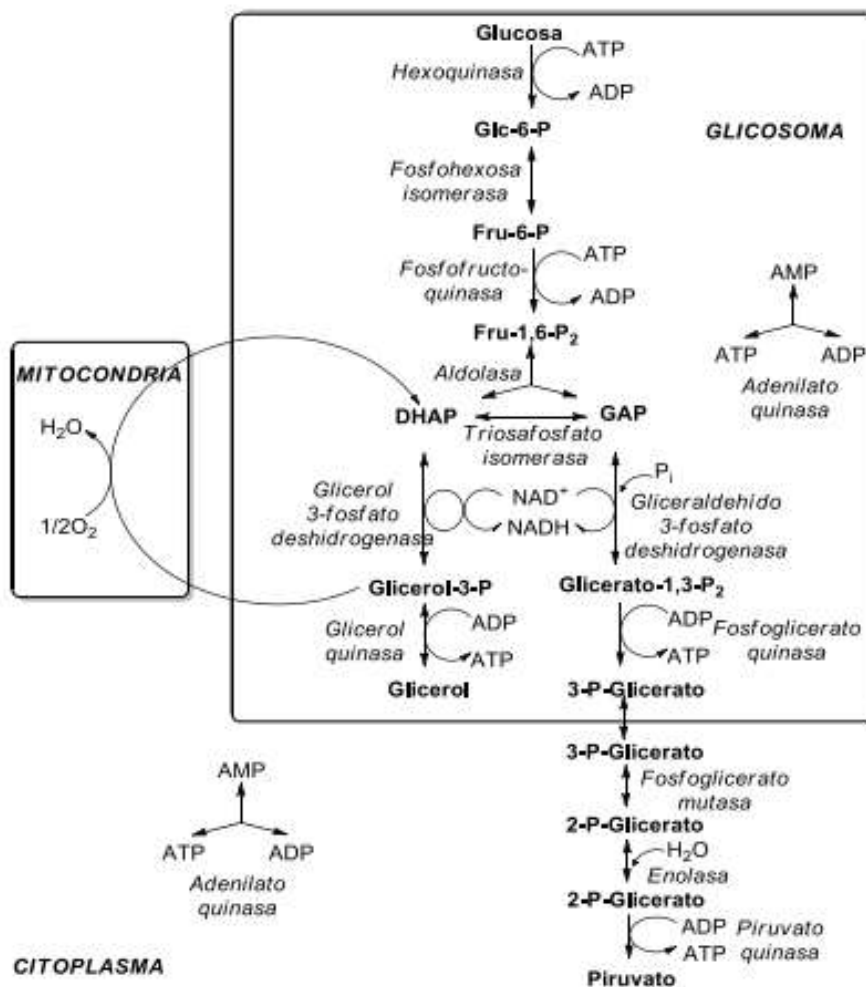 Glucosa
Hexoquinasa
ATP
ADP
Glc-6-P
GLICOSOMA
Fosfohexosa
isomerasa
Fru-6-P
Fosfofructo-
quinasa
ATP
ADP
Fru-1,6-P₂
AMP
ATP
ADP
Adenilato
quinasa
Aldolasa
MITOCONDRIA
H₂O
1/2O₂
DHAP
GAP
Triosafosfato
isomerasa
Glicerol
3-fosfato
deshidrogenasa
NAD⁺
NADH
Pᵢ
Gliceraldehido
3-fosfato
deshidrogenasa
Glicerol-3-P
Glicerato-1,3-P₂
Glicerol
quinasa
ADP
ATP
ADP
ATP
Fosfoglicerato
quinasa
Glicerol
3-P-Glicerato
3-P-Glicerato
Fosfoglicerato
mutasa
2-P-Glicerato
H₂O
Enolasa
2-P-Glicerato
ADP
ATP
Piruvato
quinasa
Piruvato
AMP
ATP
ADP
Adenilato
quinasa
CITOPLASMA